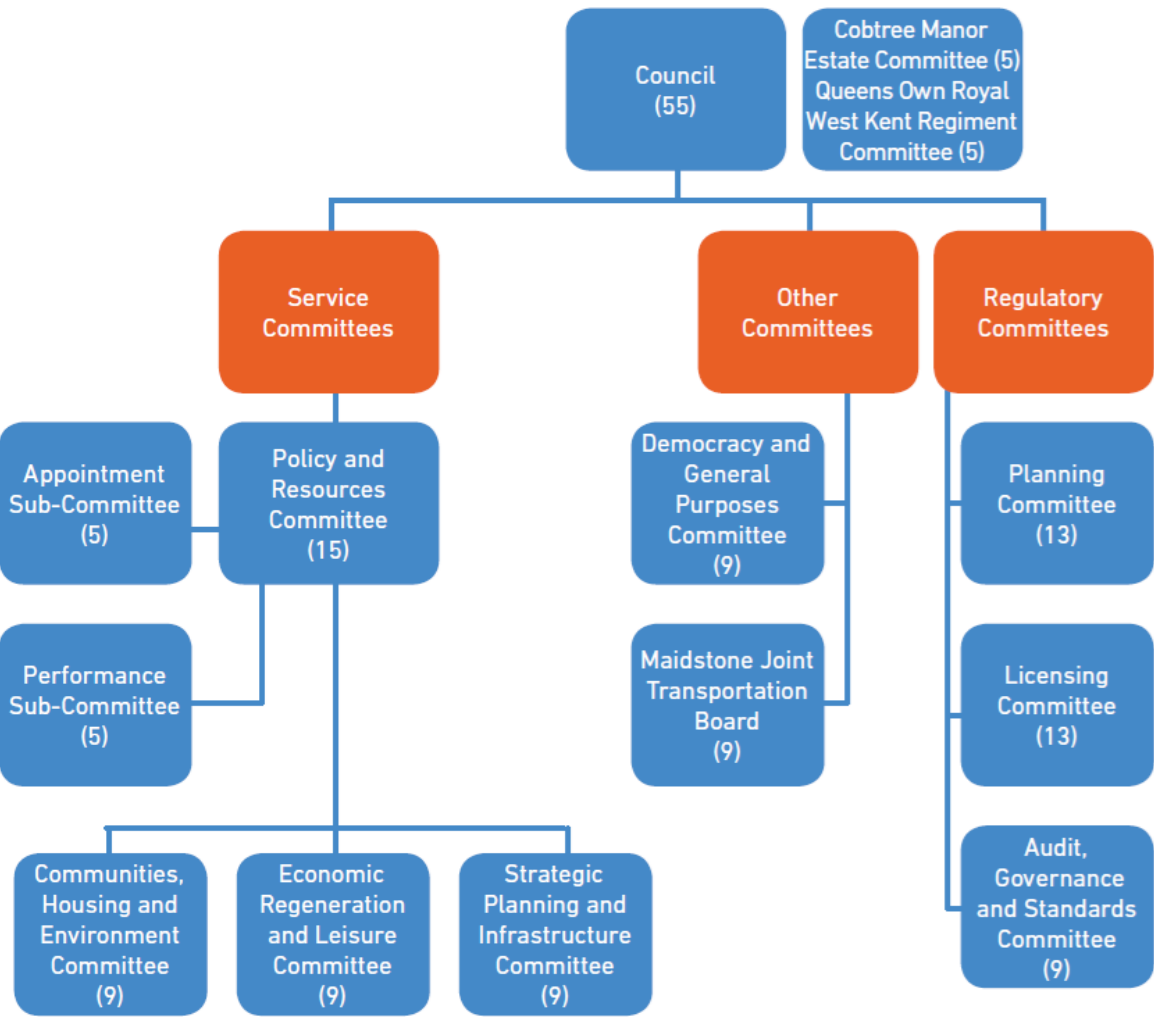 Council
(55)
Cobtree Manor
Estate Committee (5)
Queens Own Royal
West Kent Regiment
Committee (5)
Service
Committees
Other
Committees
Regulatory
Committees
Appointment
Sub-Committee
(5)
Policy and
Resources
Committee
(15)
Democracy and
General
Purposes
Committee
(9)
Planning
Committee
(13)
Performance
Sub-Committee
(5)
Maidstone Joint
Transportation
Board
(9)
Licensing
Committee
(13)
Communities,
Housing and
Environment
Committee
(9)
Economic
Regeneration
and Leisure
Committee
(9)
Strategic
Planning and
Infrastructure
Committee
(9)
Audit,
Governance
and Standards
Committee
(9)